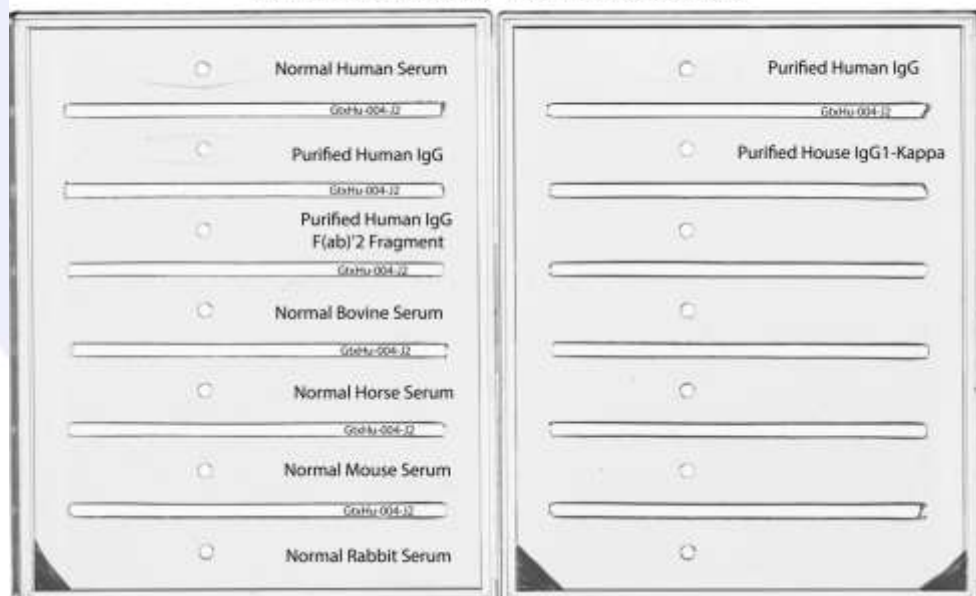 Normal Human Serum
GtxHu-004-J2
Purified Human IgG
GtxHu-004-J2
Purified Human IgG
F(ab)'2 Fragment
GtxHu-004-J2
Normal Bovine Serum
GtxHu-004-J2
Normal Horse Serum
GtxHu-004-J2
Normal Mouse Serum
GtxHu-004-J2
Normal Rabbit Serum
Purified Human IgG
GtxHu-004-J2
Purified House IgG1-Kappa